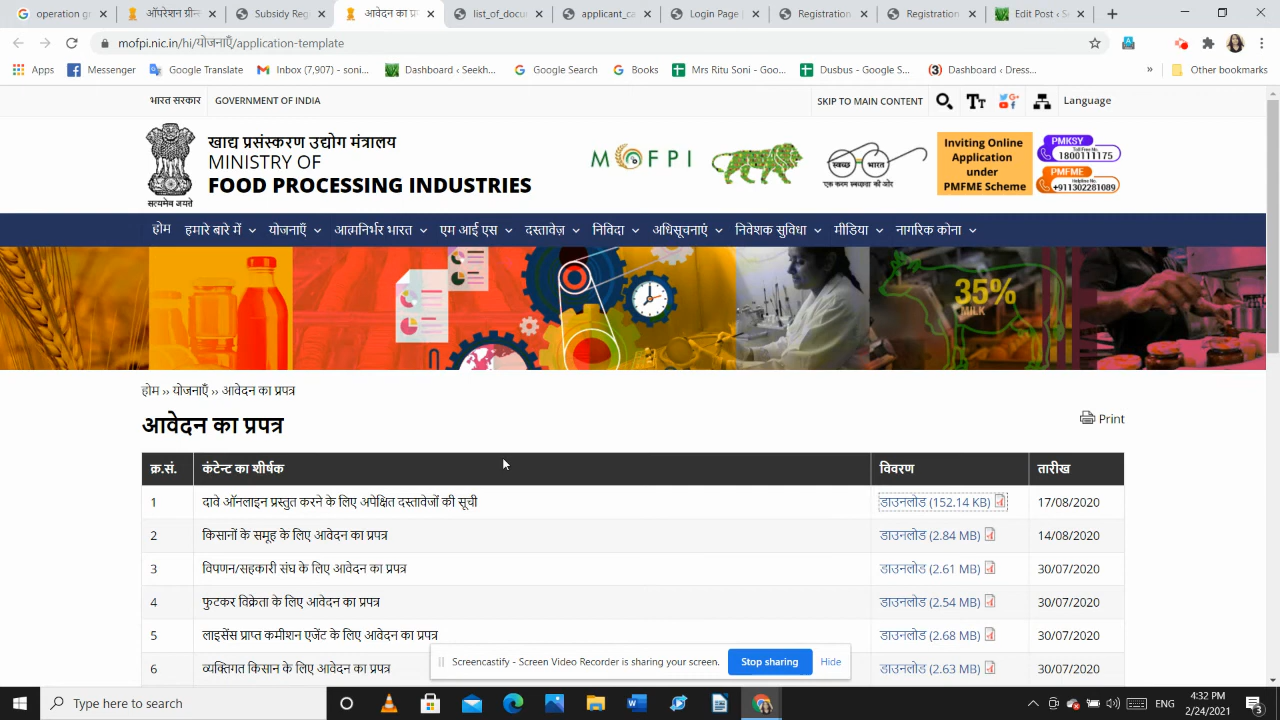 operation gr
ऑपरेशन ग्रीन
Subsidy Reg
आवेदन का प्र
list_of_docu
applicant_ca
Login Form |
Registration
Registration
Edit Post ‹ Se
mofpi.nic.in/hi/योजनाएँ/application-template
Apps
Messenger
Google Translate
Inbox (7,907) - soni...
Dashboard ‹ Seekh...
Google Search
Books
Mrs Ritu Soni - Goo...
Dusbus - Google S...
Dashboard ‹ Dress...
»
Other bookmarks
भारत सरकार
GOVERNMENT OF INDIA
SKIP TO MAIN CONTENT
TT
Language
खाद्य प्रसंस्करण उद्योग मंत्रालय
MINISTRY OF
FOOD PROCESSING INDUSTRIES
सत्यमेव जयते
MOFPI
स्वच्छ भारत
एक कदम स्वच्छता की ओर
Inviting Online
Application
under
PMFME Scheme
PMKSY
Toll Free No.
1800111175
PMFME
Helpline No.
+911302281089
होम
हमारे बारे में
योजनाएँ
आत्मनिर्भर भारत
एम आई एस
दस्तावेज़
निविदा
अधिसूचनाएं
निवेशक सुविधा
मीडिया
नागरिक कोना
35%
MILK
होम ›› योजनाएँ ›› आवेदन का प्रपत्र
आवेदन का प्रपत्र
Print
क्र.सं. कंटेन्ट का शीर्षक विवरण तारीख
1 दावे ऑनलाइन प्रस्तुत करने के लिए अपेक्षित दस्तावेजों की सूची डाउनलोड (152.14 KB) 17/08/2020
2 किसानों के समूह के लिए आवेदन का प्रपत्र डाउनलोड (2.84 MB) 14/08/2020
3 विपणन/सहकारी संघ के लिए आवेदन का प्रपत्र डाउनलोड (2.61 MB) 30/07/2020
4 फुटकर विक्रेता के लिए आवेदन का प्रपत्र डाउनलोड (2.54 MB) 30/07/2020
5 लाइसेंस प्राप्त कमीशन एजेंट के लिए आवेदन का प्रपत्र डाउनलोड (2.68 MB) 30/07/2020
6 व्यक्तिगत किसान के लिए आवेदन का प्रपत्र डाउनलोड (2.63 MB) 30/07/2020
Screencastify - Screen Video Recorder is sharing your screen.
Stop sharing
Hide
Type here to search
ENG
4:32 PM
2/24/2021
3